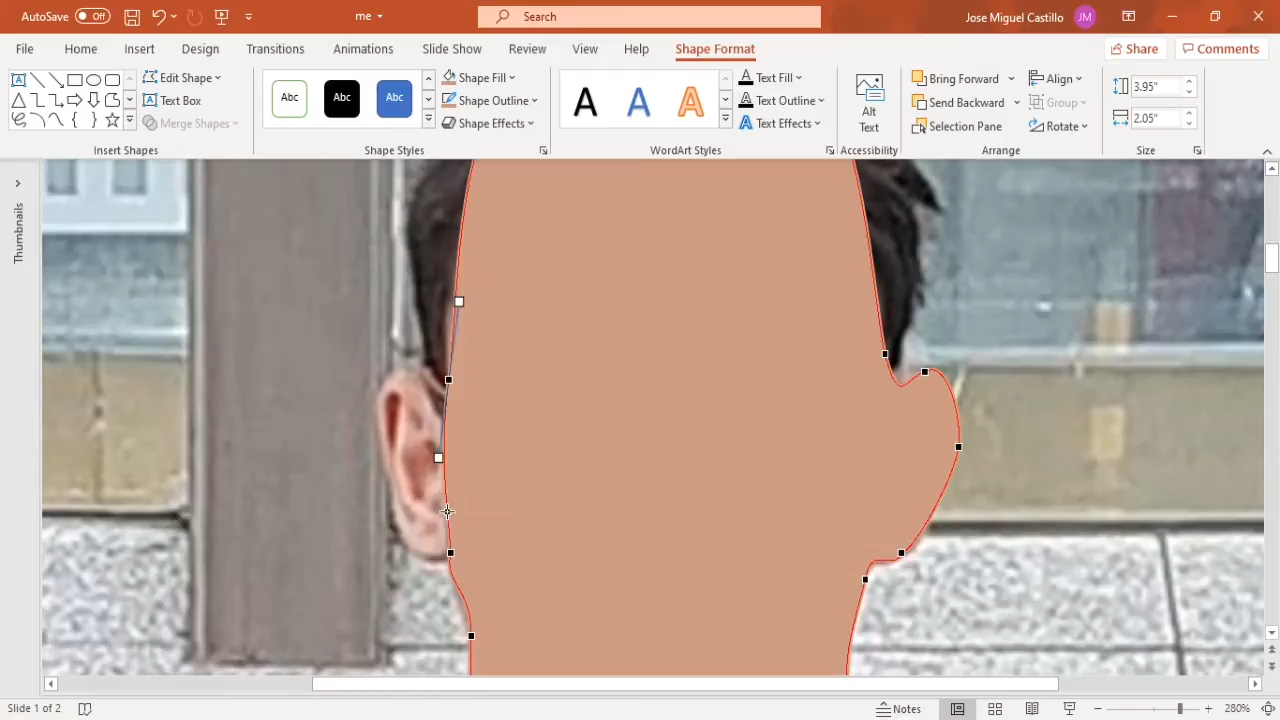 AutoSave Off me Search Jose Miguel Castillo JM
File Home Insert Design Transitions Animations Slide Show Review View Help Shape Format Share Comments
Edit Shape Abc Abc Abc Shape Fill A A A Text Fill Bring Forward Align 3.95"
Text Box Shape Outline Text Outline Alt Text Send Backward Group
Merge Shapes Shape Effects Text Effects Selection Pane Rotate 2.05"
Insert Shapes Shape Styles WordArt Styles Accessibility Arrange Size
Thumbnails
Slide 1 of 2 Notes 280%